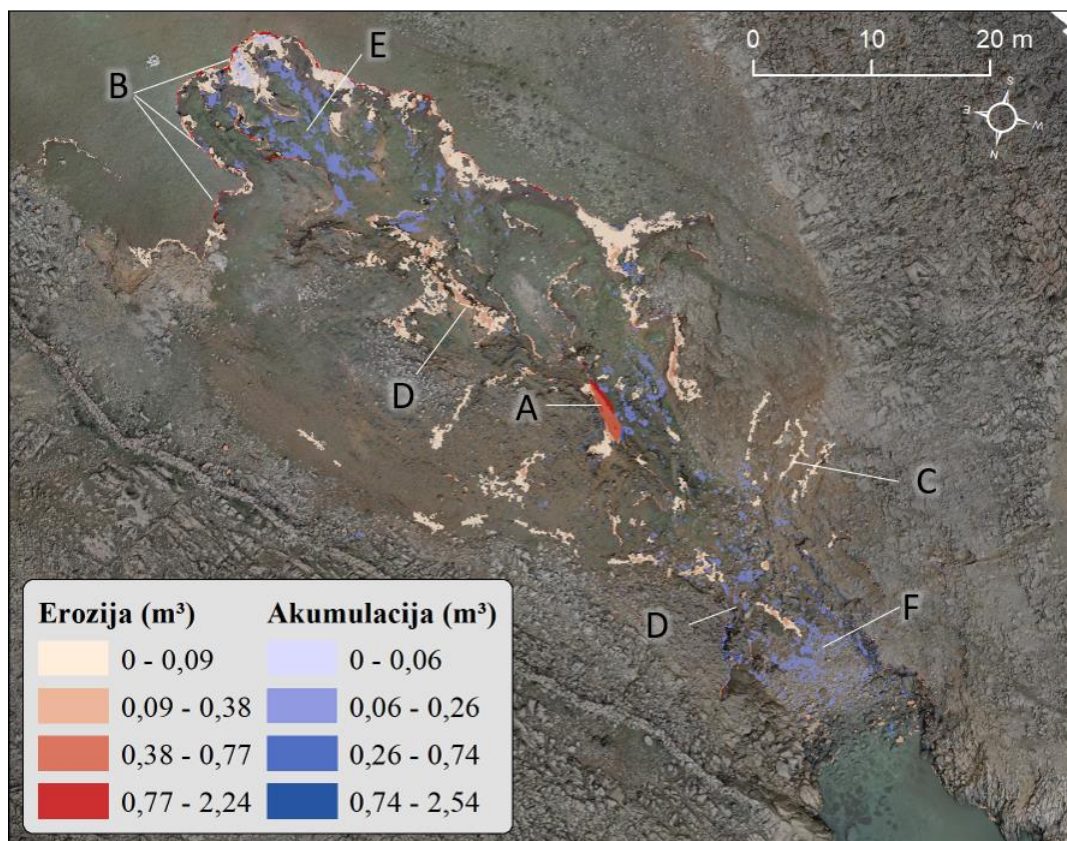 0 10 20 m
S
E W
N
B
E
D
A
C
D
F
Erozija (m³) Akumulacija (m³)
0 - 0,09 0 - 0,06
0,09 - 0,38 0,06 - 0,26
0,38 - 0,77 0,26 - 0,74
0,77 - 2,24 0,74 - 2,54